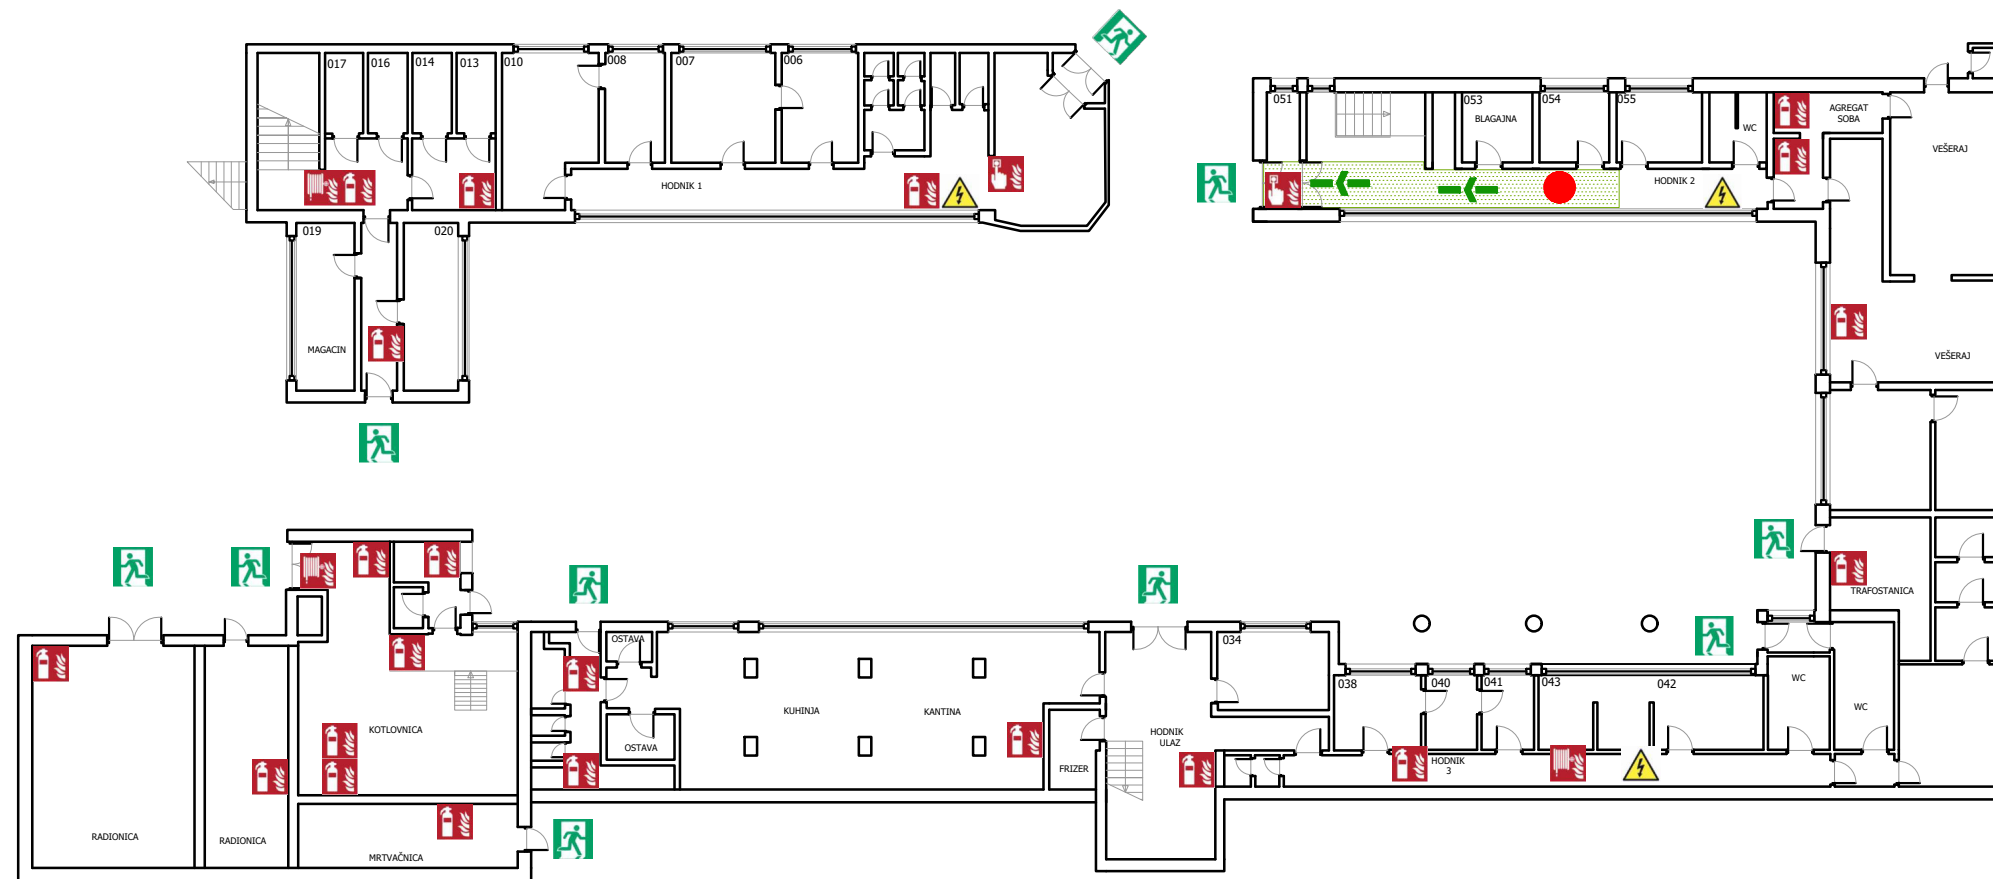 017
016
014
013
010
008
007
006
HODNIK 1
019
020
MAGACIN
051
053
BLAGAJNA
054
055
WC
AGREGAT
SOBA
VEŠERAJ
HODNIK 2
VEŠERAJ
TRAFOSTANICA
OSTAVA
034
038
040
041
043
042
WC
WC
KOTLOVNICA
KUHINJA
KANTINA
OSTAVA
HODNIK
ULAZ
FRIZER
HODNIK
3
RADIONICA
RADIONICA
MRTVAČNICA